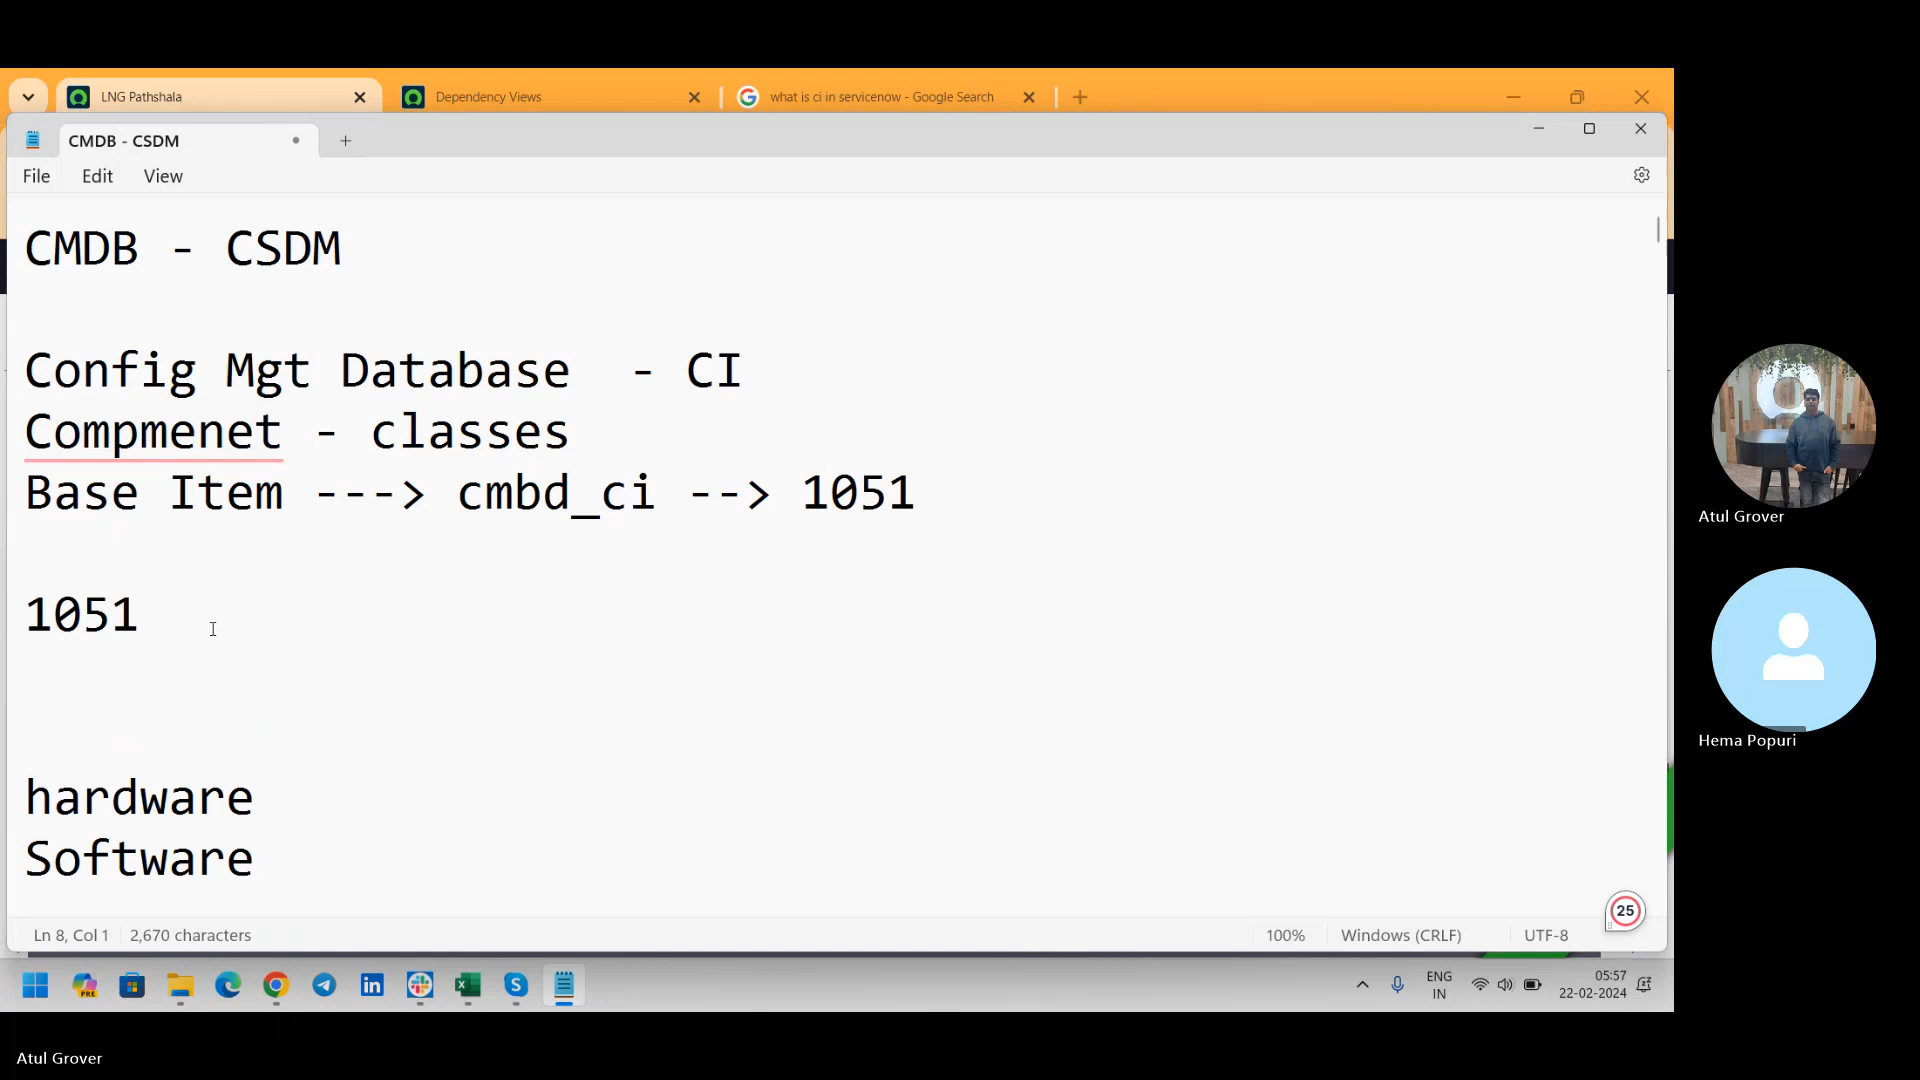 LNG Pathshala
Dependency Views
what is ci in servicenow - Google Search
CMDB - CSDM
File Edit View
CMDB - CSDM
Config Mgt Database  - CI
Compmenet - classes
Base Item ---> cmbd_ci --> 1051
1051
hardware
Software
25
Ln 8, Col 1
2,670 characters
100%
Windows (CRLF)
UTF-8
PRE
ENG
IN
05:57
22-02-2024
Atul Grover
Hema Popuri
Atul Grover